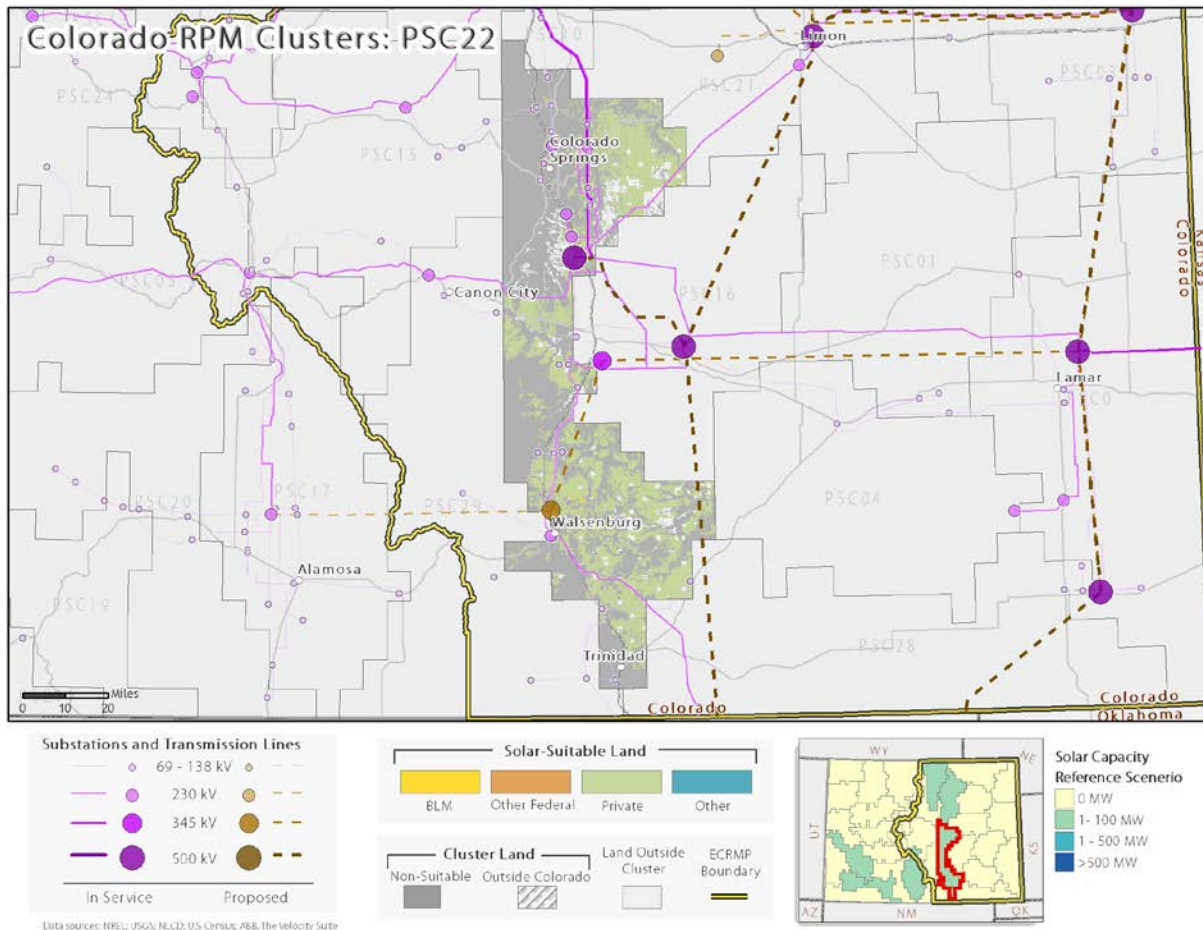 Colorado RPM Clusters: PSC22
Limon
PSC03
PSC24
PSC21
PSC15
Colorado
Springs
PSC05
PSC01
Kansas
Colorado
Canon City
PSC16
Lamar
PSC20
PSC17
PSC29
PSC04
Walsenburg
Alamosa
PSC19
Trinidad
PSC28
Miles
0 10 20
Colorado
Colorado
Oklahoma
Substations and Transmission Lines
69 - 138 kV
230 kV
345 kV
500 kV
In Service
Proposed
Solar-Suitable Land
BLM
Other Federal
Private
Other
Cluster Land
Non-Suitable
Outside Colorado
Land Outside
Cluster
ECRMP
Boundary
WY
NE
UT
KS
AZ
NM
OK
Solar Capacity
Reference Scenerio
0 MW
1 - 100 MW
1 - 500 MW
>500 MW
Data sources: NREL; USGS; NLCD; U.S Census; ABB, The Velocity Suite